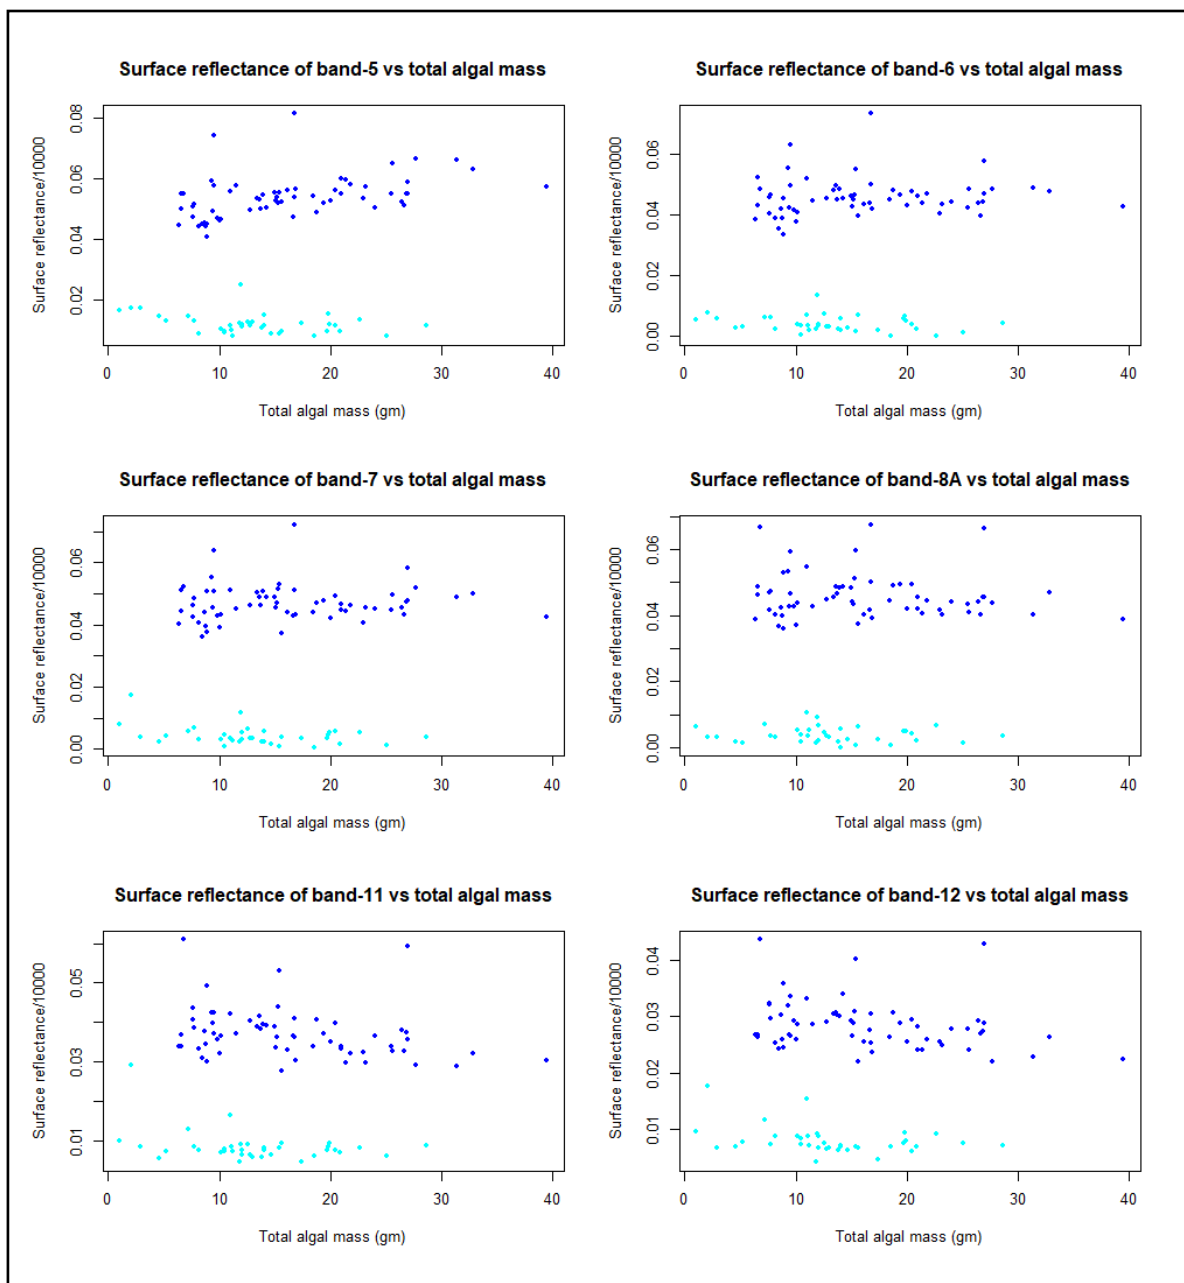 Surface reflectance of band-5 vs total algal mass
Surface reflectance/10000
0.02 0.04 0.06 0.08
0 10 20 30 40
Total algal mass (gm)
Surface reflectance of band-6 vs total algal mass
Surface reflectance/10000
0.00 0.02 0.04 0.06
0 10 20 30 40
Total algal mass (gm)
Surface reflectance of band-7 vs total algal mass
Surface reflectance/10000
0.00 0.02 0.04 0.06
0 10 20 30 40
Total algal mass (gm)
Surface reflectance of band-8A vs total algal mass
Surface reflectance/10000
0.00 0.02 0.04 0.06
0 10 20 30 40
Total algal mass (gm)
Surface reflectance of band-11 vs total algal mass
Surface reflectance/10000
0.01 0.03 0.05
0 10 20 30 40
Total algal mass (gm)
Surface reflectance of band-12 vs total algal mass
Surface reflectance/10000
0.01 0.02 0.03 0.04
0 10 20 30 40
Total algal mass (gm)